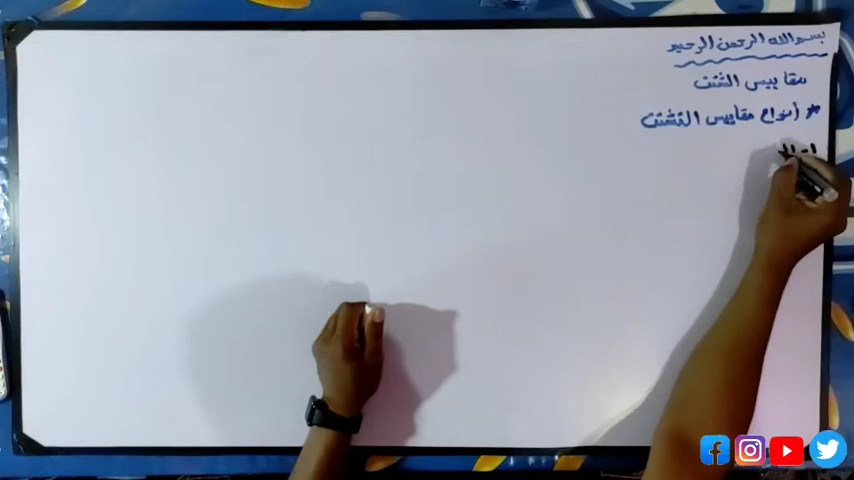 بسم الله الرحمن الرحيم
مقاييس التشتت
* أنواع مقاييس التشتت